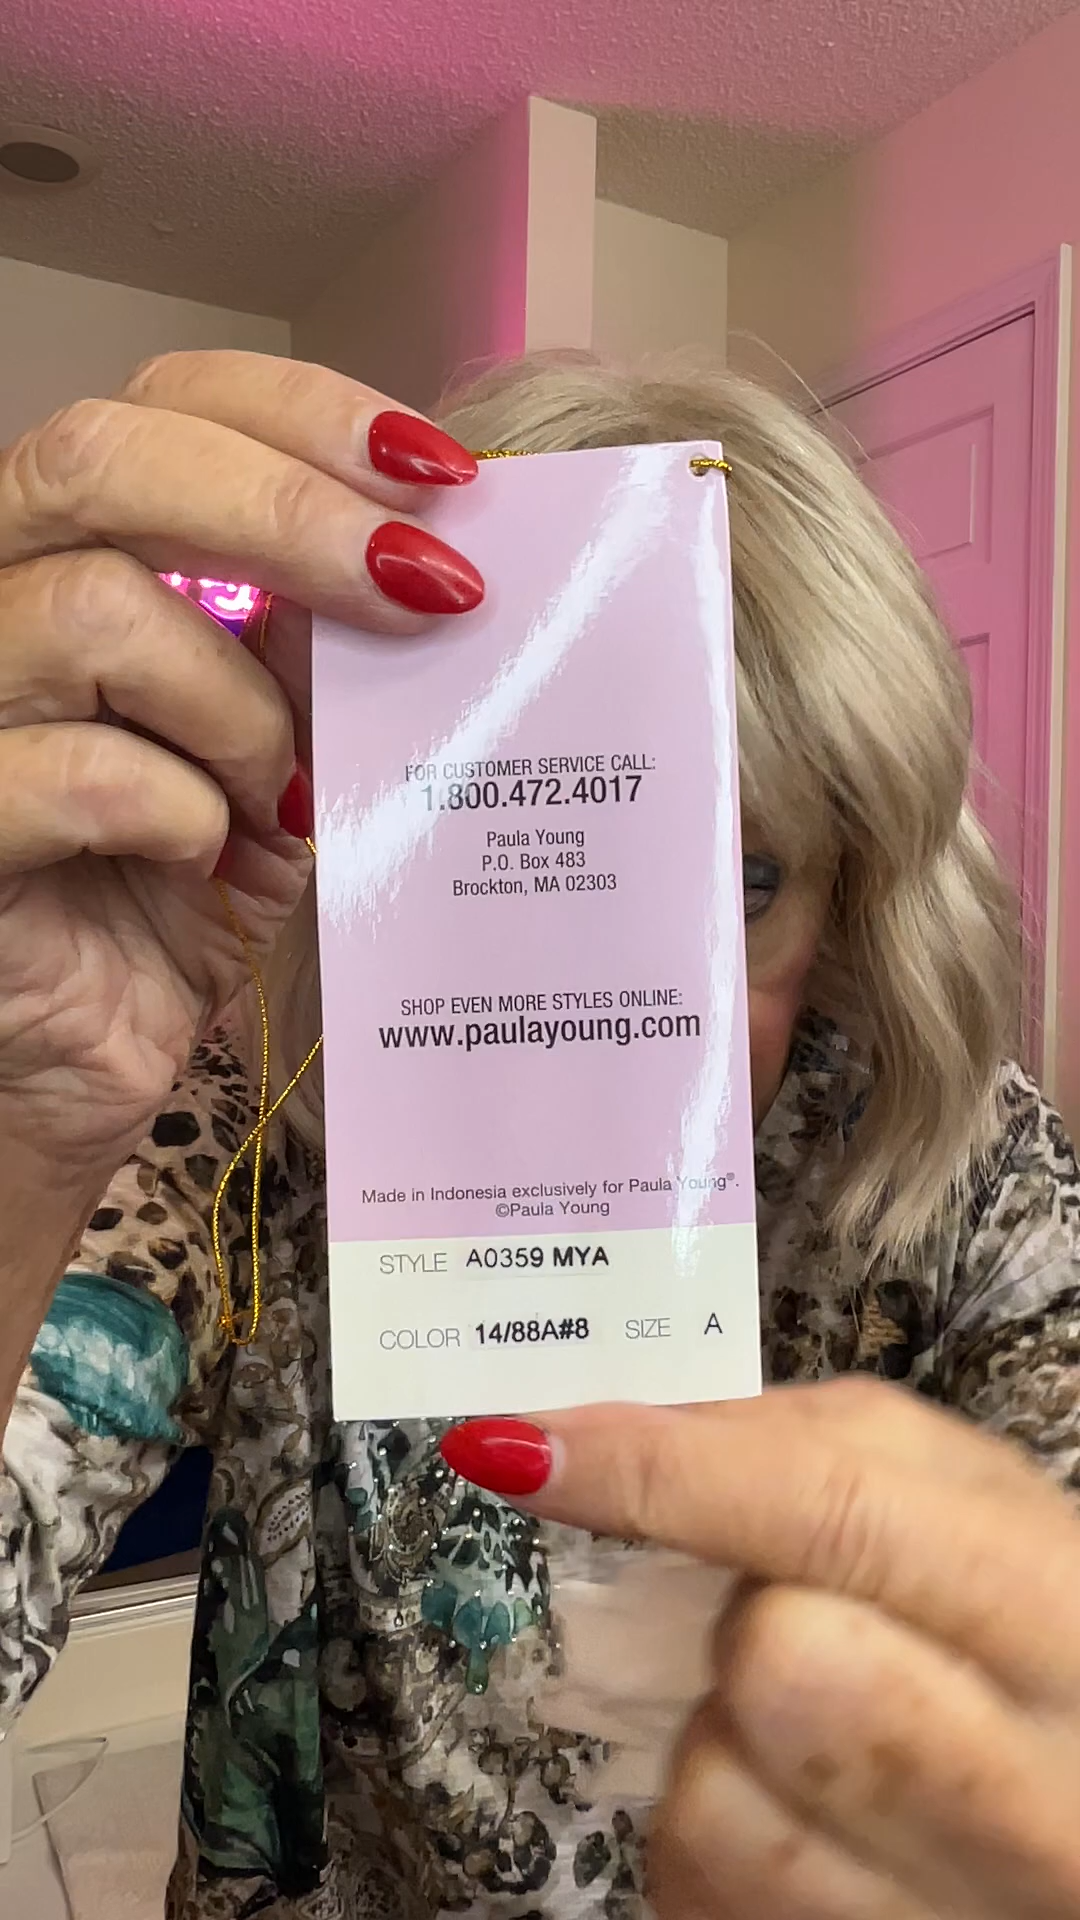 FOR CUSTOMER SERVICE CALL:
1.800.472.4017
Paula Young
P.O. Box 483
Brockton, MA 02303
SHOP EVEN MORE STYLES ONLINE:
www.paulayoung.com
Made in Indonesia exclusively for Paula Young®.
©Paula Young
STYLE A0359 MYA
COLOR 14/88A#8 SIZE A